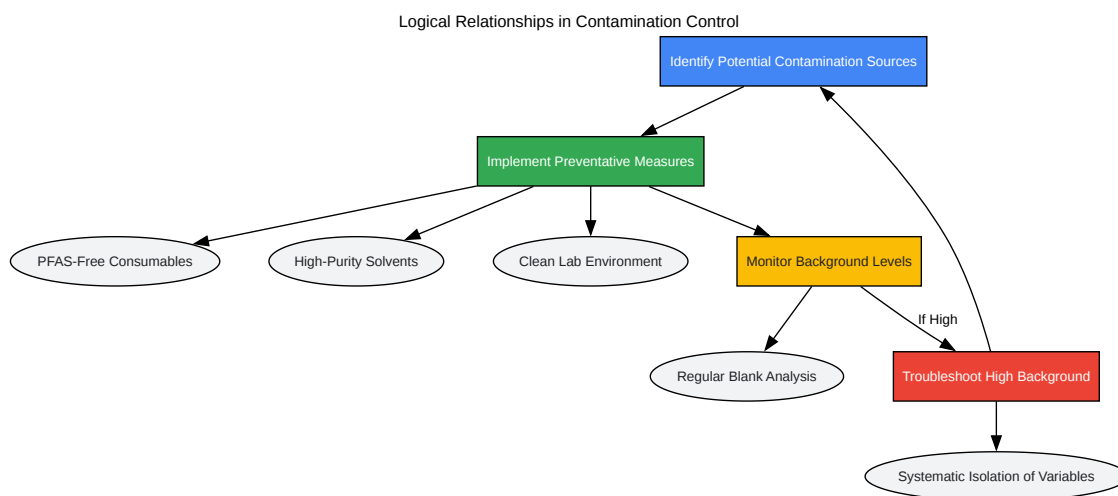 Logical Relationships in Contamination Control
Identify Potential Contamination Sources
Implement Preventative Measures
PFAS-Free Consumables
High-Purity Solvents
Clean Lab Environment
Monitor Background Levels
If High
Regular Blank Analysis
Troubleshoot High Background
Systematic Isolation of Variables